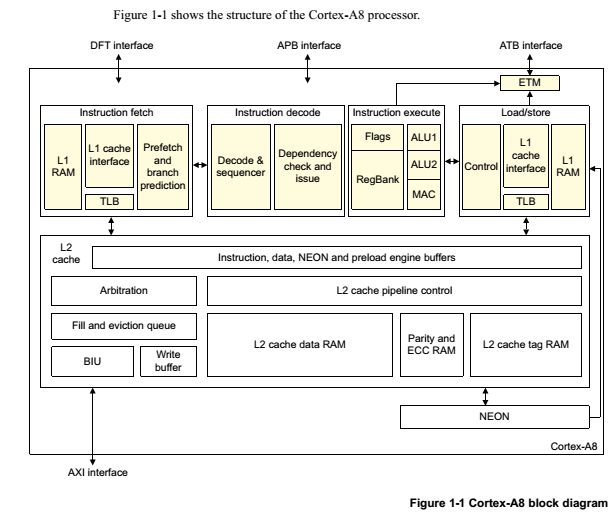 Figure 1-1 shows the structure of the Cortex-A8 processor.
DFT interface
APB interface
ATB interface
ETM
Instruction fetch
Instruction decode
Instruction execute
Load/store
L1
RAM
L1 cache
interface
TLB
Prefetch
and
branch
prediction
Decode &
sequencer
Dependency
check and
issue
Flags
RegBank
ALU1
ALU2
MAC
Control
L1
cache
interface
TLB
L1
RAM
L2
cache
Instruction, data, NEON and preload engine buffers
Arbitration
L2 cache pipeline control
Fill and eviction queue
BIU
Write
buffer
L2 cache data RAM
Parity and
ECC RAM
L2 cache tag RAM
NEON
Cortex-A8
AXI interface
Figure 1-1 Cortex-A8 block diagram